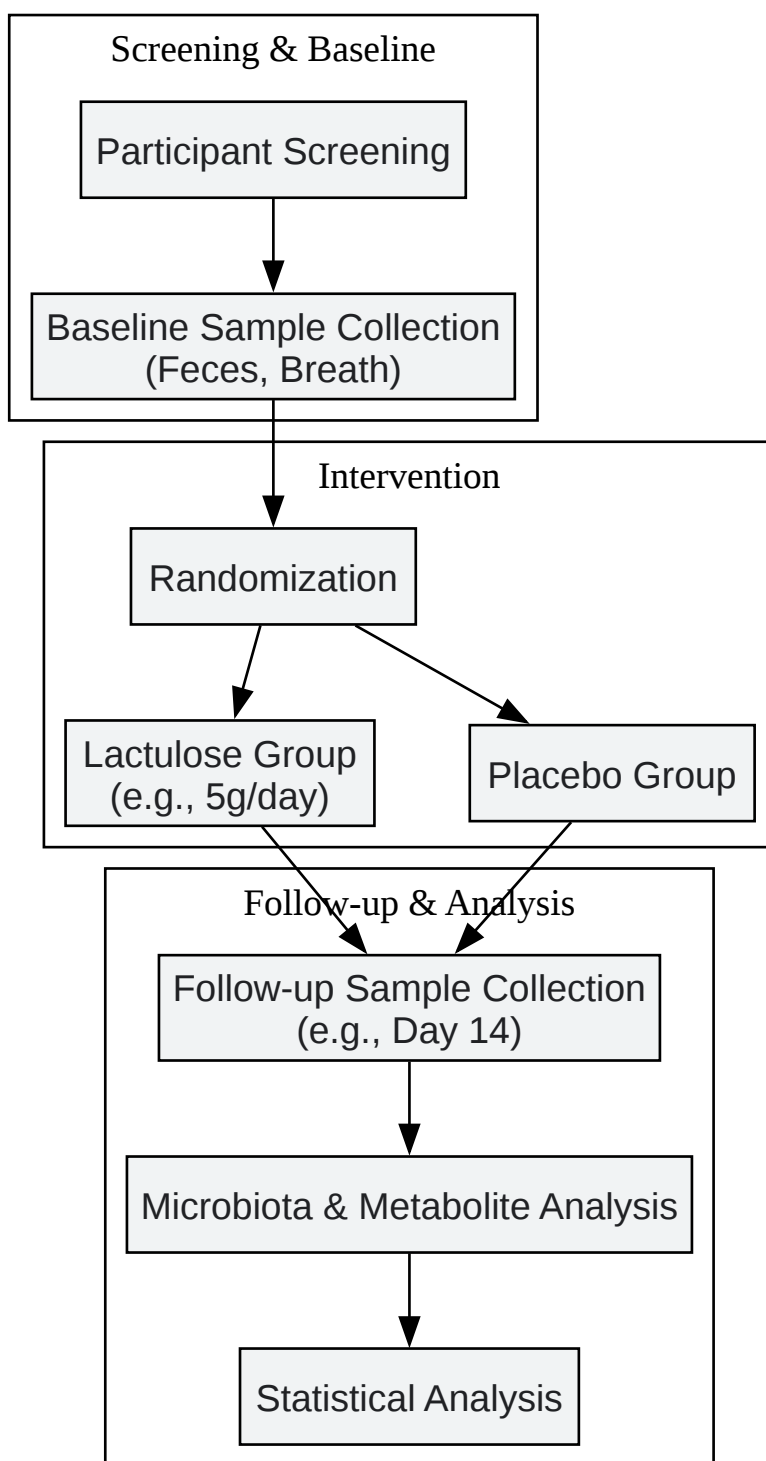 Screening & Baseline
Participant Screening
Baseline Sample Collection
(Feces, Breath)
Intervention
Randomization
Lactulose Group
(e.g., 5g/day)
Placebo Group
Follow-up & Analysis
Follow-up Sample Collection
(e.g., Day 14)
Microbiota & Metabolite Analysis
Statistical Analysis